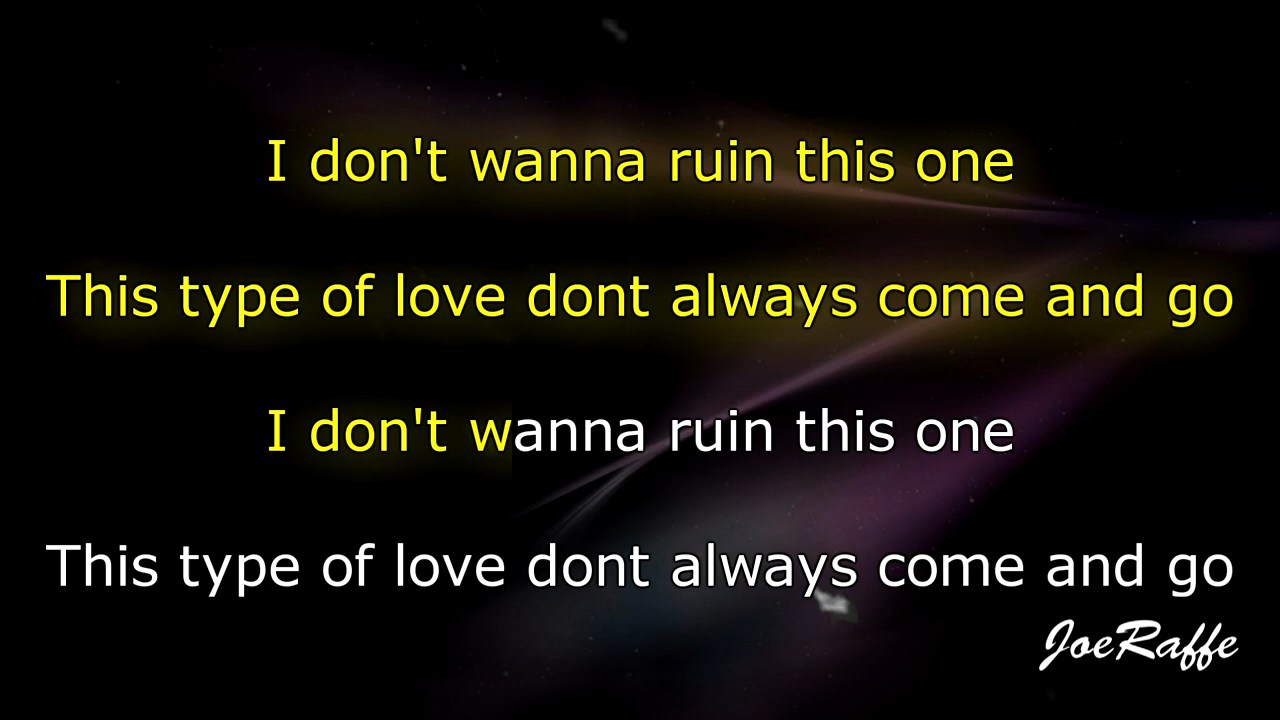 I don't wanna ruin this one
This type of love dont always come and go
I don't wanna ruin this one
This type of love dont always come and go
JoeRaffe